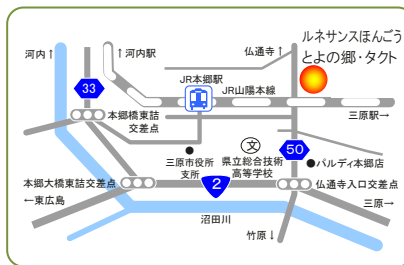 河内↑
↑河内駅
仏通寺↑
ルネサンスほんごう
とよの郷・タクト
33
JR本郷駅
JR山陽本線
三原駅→
本郷橋東詰
交差点
三原市役所
支所
文
県立総合技術
高等学校
50
パルディ本郷店
本郷大橋東詰交差点
2
仏通寺入口交差点
←東広島
沼田川
三原→
竹原↓